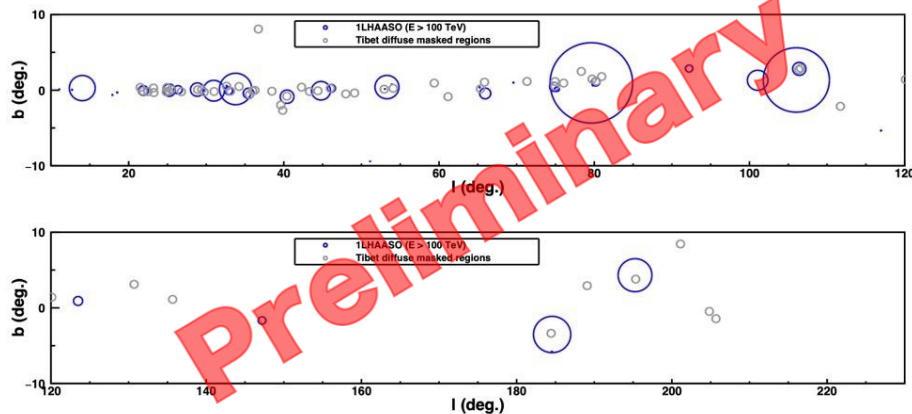 10
1LHAASO (E > 100 TeV)
Tibet diffuse masked regions
b (deg.)
0
−10
20 40 60 80 100 120
l (deg.)
10
1LHAASO (E > 100 TeV)
Tibet diffuse masked regions
b (deg.)
0
−10
120 140 160 180 200 220
l (deg.)
Preliminary